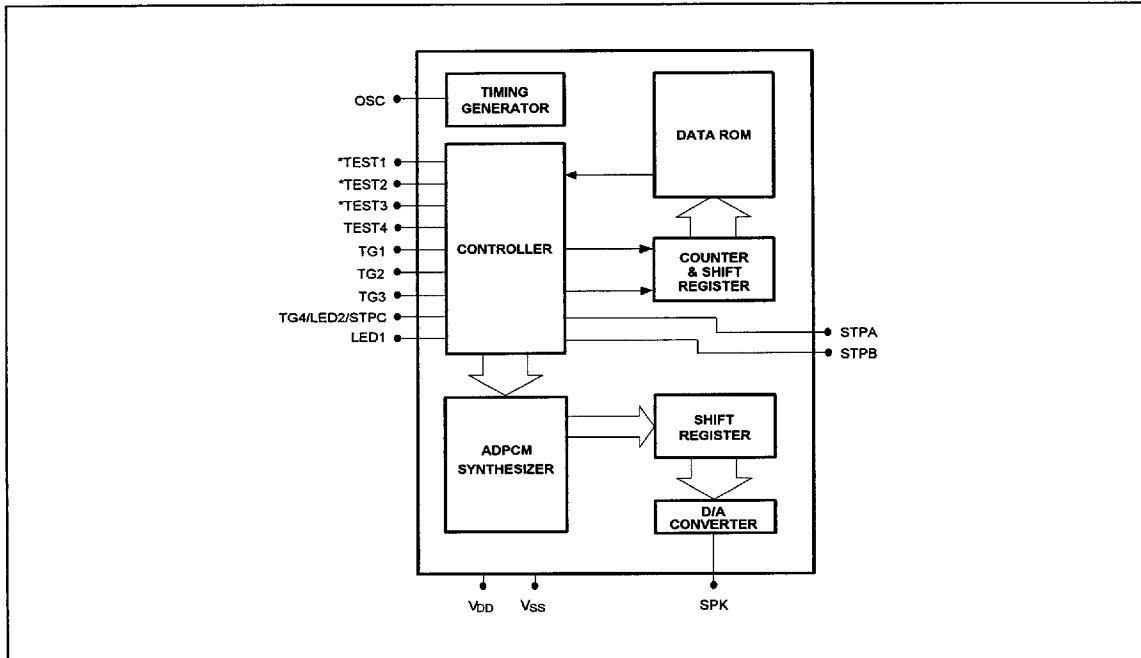 TIMING
GENERATOR
OSC
DATA ROM
*TEST1
*TEST2
*TEST3
TEST4
TG1
TG2
TG3
TG4/LED2/STPC
LED1
CONTROLLER
COUNTER
& SHIFT
REGISTER
STPA
STPB
ADPCM
SYNTHESIZER
SHIFT
REGISTER
D/A
CONVERTER
VDD
VSS
SPK